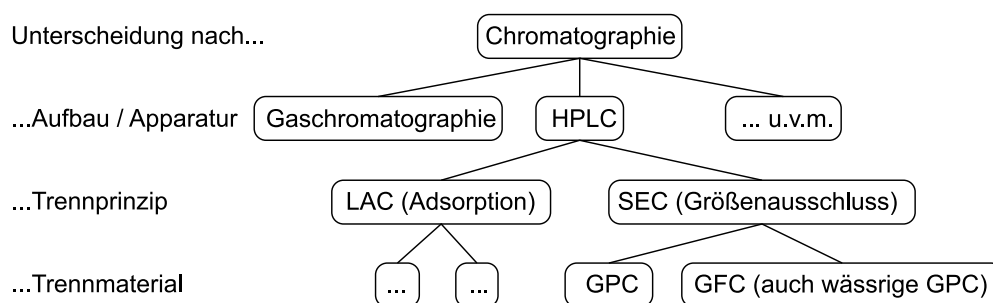 Unterscheidung nach... Chromatographie
...Aufbau / Apparatur Gaschromatographie HPLC ... u.v.m.
...Trennprinzip LAC (Adsorption) SEC (Größenausschluss)
...Trennmaterial ... ... GPC GFC (auch wässrige GPC)